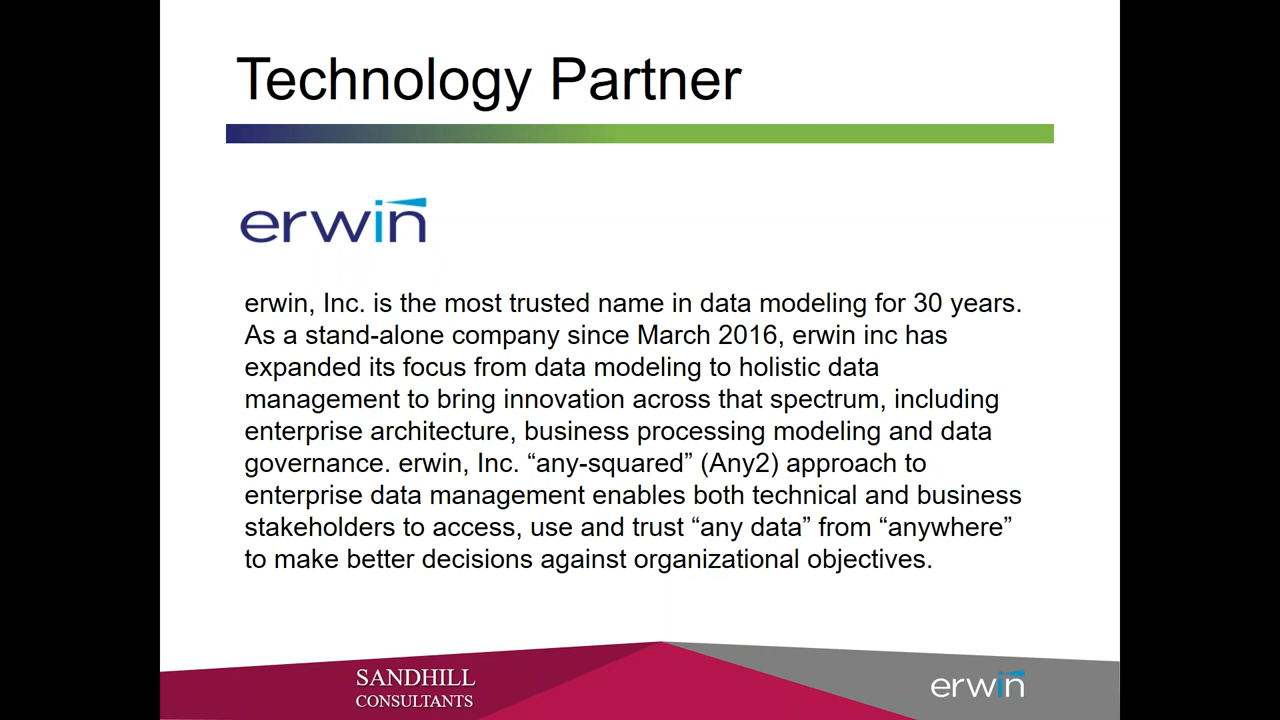 Technology Partner
erwin
erwin, Inc. is the most trusted name in data modeling for 30 years.
As a stand-alone company since March 2016, erwin inc has
expanded its focus from data modeling to holistic data
management to bring innovation across that spectrum, including
enterprise architecture, business processing modeling and data
governance. erwin, Inc. “any-squared” (Any2) approach to
enterprise data management enables both technical and business
stakeholders to access, use and trust “any data” from “anywhere”
to make better decisions against organizational objectives.
SANDHILL
CONSULTANTS
erwin